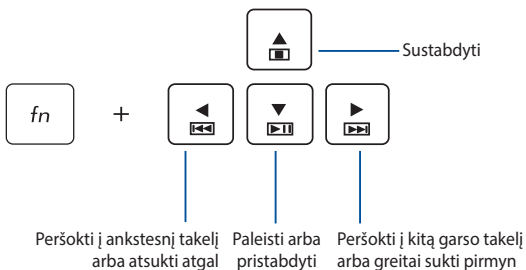 Sustabdyti
fn
+
Peršokti į ankstesnį takelį
arba atsukti atgal
Paleisti arba
pristabdyti
Peršokti į kitą garso takelį
arba greitai sukti pirmyn